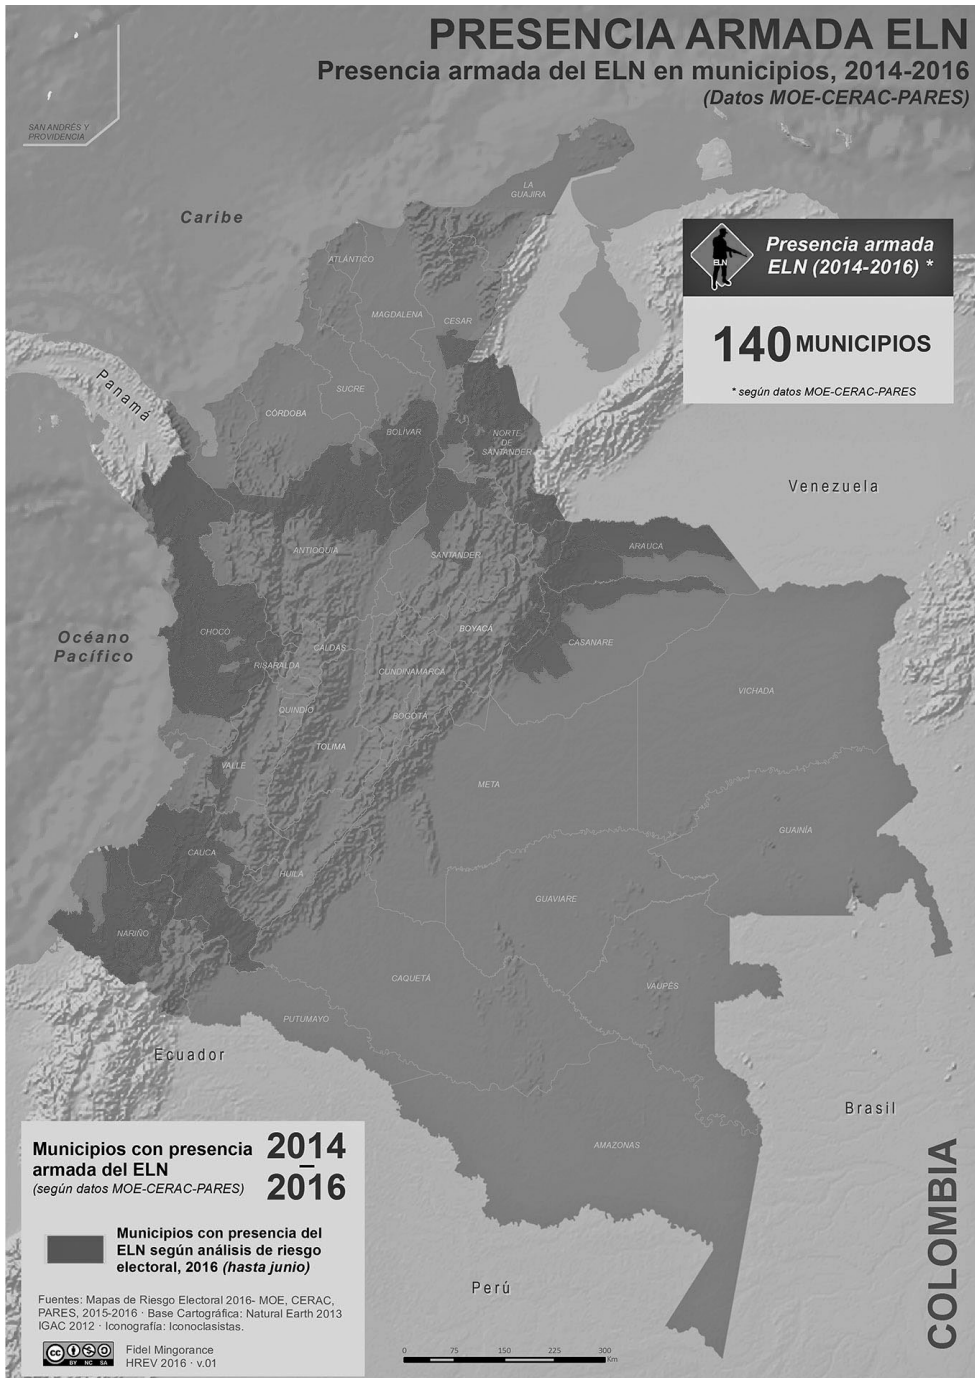 PRESENCIA ARMADA ELN
Presencia armada del ELN en municipios, 2014-2016
(Datos MOE-CERAC-PARES)
SAN ANDRÉS Y
PROVIDENCIA
Caribe
LA
GUAJIRA
Presencia armada
ELN (2014-2016) *
ELN
140 MUNICIPIOS
* según datos MOE-CERAC-PARES
ATLÁNTICO
MAGDALENA
CESAR
Panamá
SUCRE
CÓRDOBA
BOLIVAR
NORTE
DE
SANTANDER
Venezuela
ANTIOQUIA
SANTANDER
ARAUCA
Océano
Pacífico
CHOCÓ
BOYACÁ
CASANARE
CALDAS
RISARALDA
CUNDINAMARCA
VICHADA
QUINDÍO
BOGOTÁ
TOLIMA
VALLE
META
GUAINÍA
CAUCA
HUILA
GUAVIARE
NARIÑO
CAQUETÁ
VAUPÉS
PUTUMAYO
Ecuador
Brasil
AMAZONAS
Perú
COLOMBIA
Municipios con presencia
armada del ELN
(según datos MOE-CERAC-PARES)
2014
–
2016
Municipios con presencia del
ELN según análisis de riesgo
electoral, 2016 (hasta junio)
Fuentes: Mapas de Riesgo Electoral 2016- MOE, CERAC,
PARES, 2015-2016 · Base Cartográfica: Natural Earth 2013
IGAC 2012 · Iconografía: Iconoclasistas.
cc BY NC SA
Fidel Mingorance
HREV 2016 · v.01
0 75 150 225 300
Km